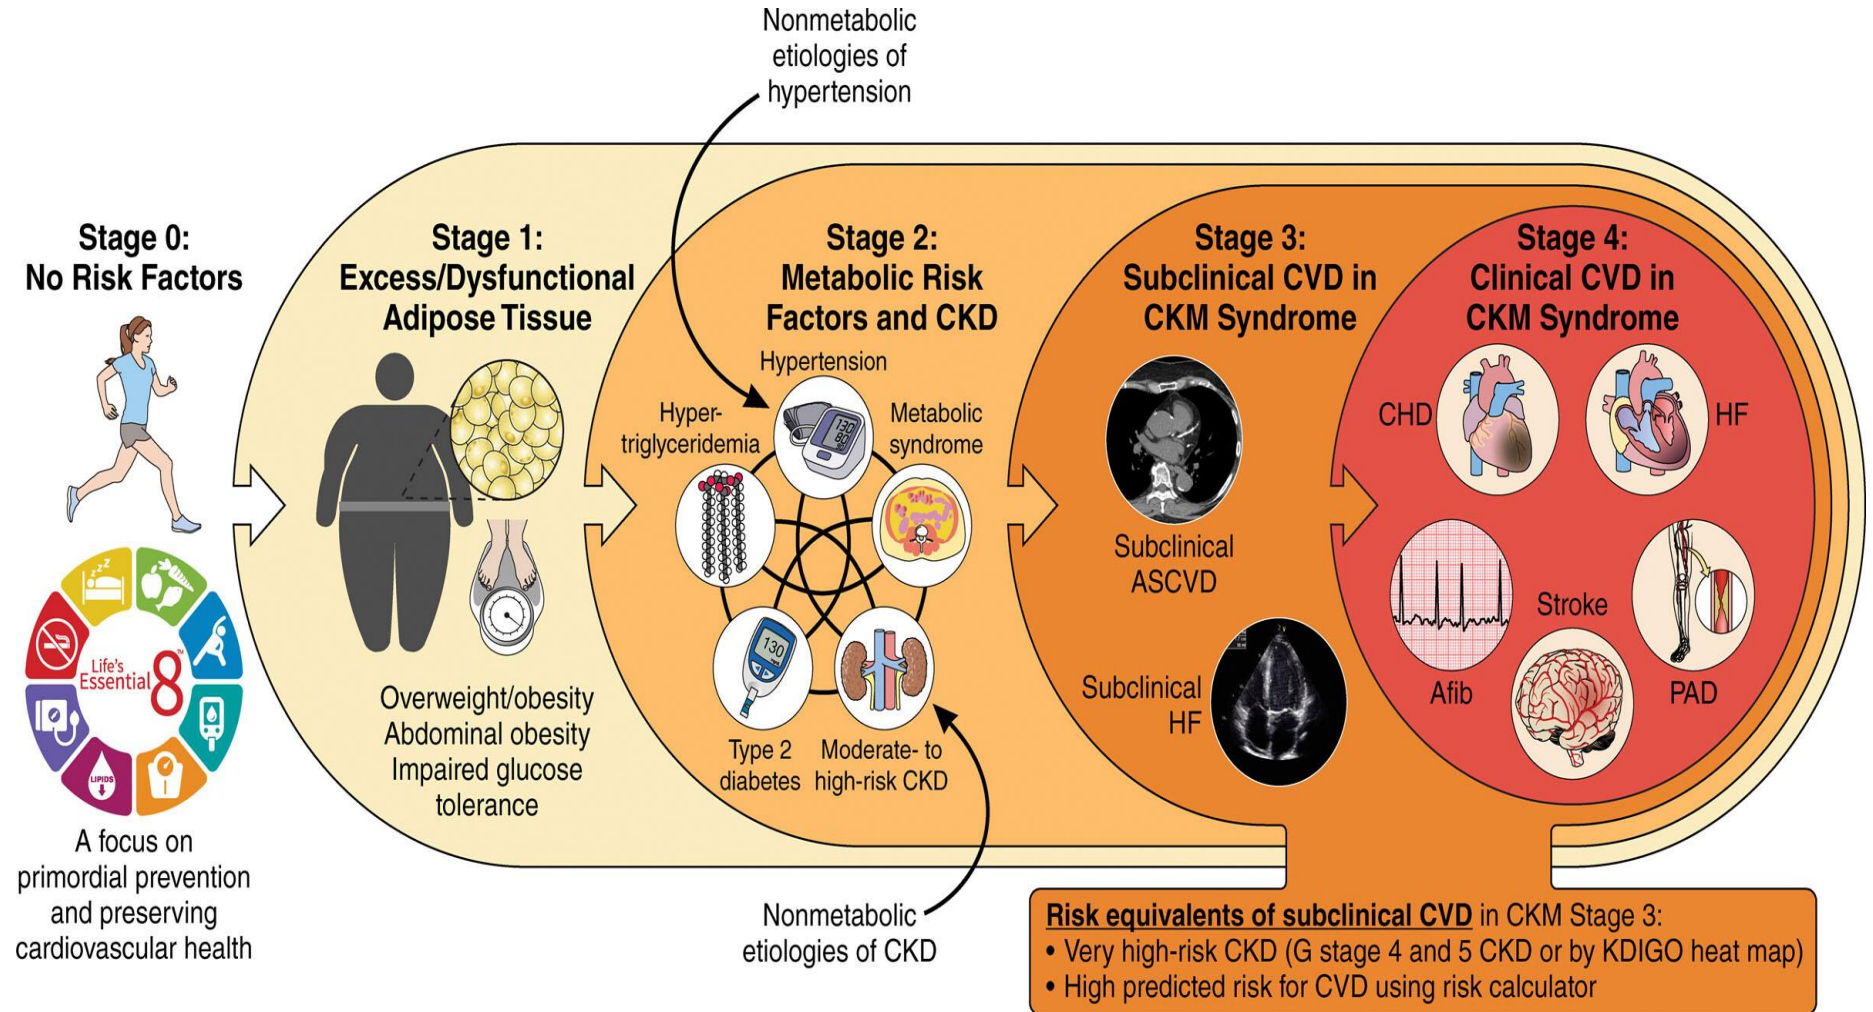 Nonmetabolic
etiologies of
hypertension
Stage 0:
No Risk Factors
Life's
Essential 8™
LIPIDS
A focus on
primordial prevention
and preserving
cardiovascular health
Stage 1:
Excess/Dysfunctional
Adipose Tissue
Overweight/obesity
Abdominal obesity
Impaired glucose
tolerance
Stage 2:
Metabolic Risk
Factors and CKD
Hypertension
130
80
Hyper-
triglyceridemia
Metabolic
syndrome
130
Type 2
diabetes
Moderate- to
high-risk CKD
Nonmetabolic
etiologies of CKD
Stage 3:
Subclinical CVD in
CKM Syndrome
Subclinical
ASCVD
Subclinical
HF
Stage 4:
Clinical CVD in
CKM Syndrome
CHD
HF
Afib
Stroke
PAD
Risk equivalents of subclinical CVD in CKM Stage 3:
• Very high-risk CKD (G stage 4 and 5 CKD or by KDIGO heat map)
• High predicted risk for CVD using risk calculator